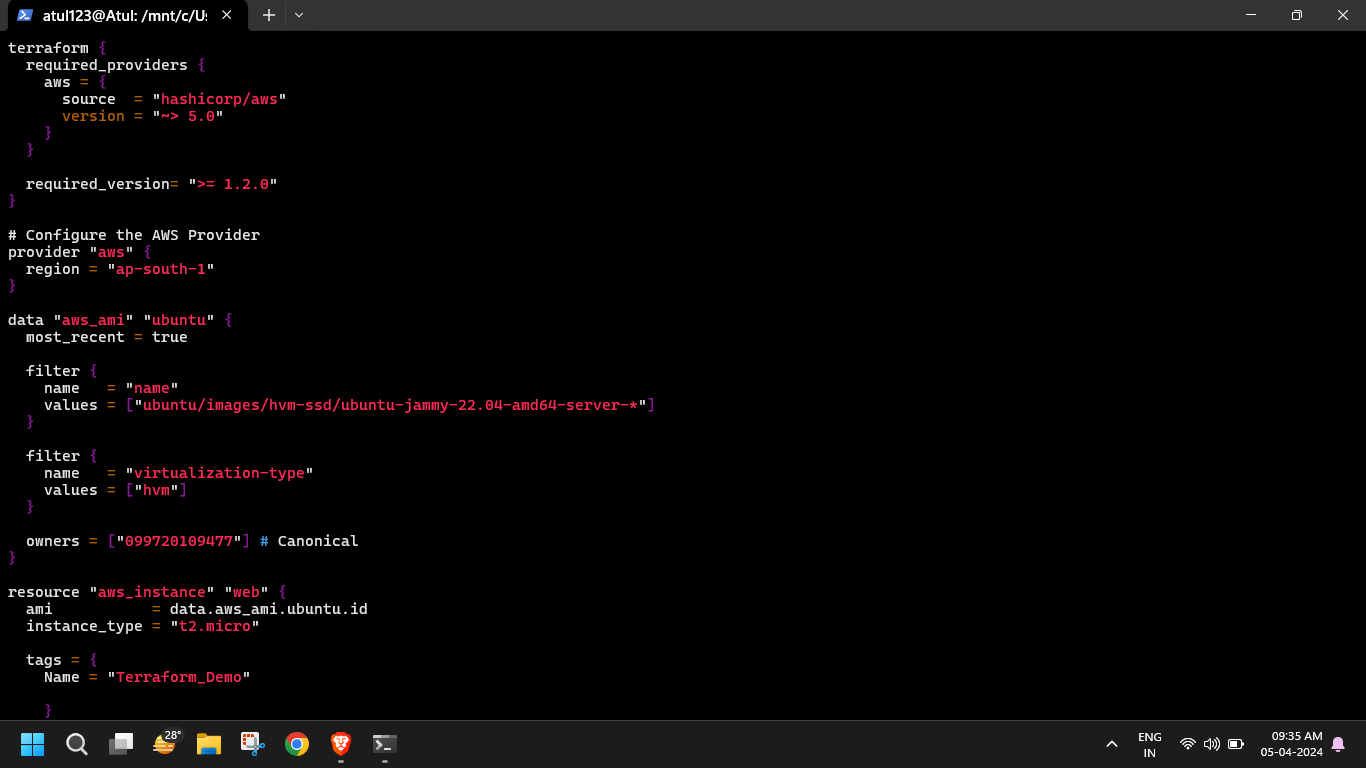 atul123@Atul: /mnt/c/Us
terraform {
  required_providers {
    aws = {
      source  = "hashicorp/aws"
      version = "~> 5.0"
    }
  }

  required_version= ">= 1.2.0"
}

# Configure the AWS Provider
provider "aws" {
  region = "ap-south-1"
}

data "aws_ami" "ubuntu" {
  most_recent = true

  filter {
    name   = "name"
    values = ["ubuntu/images/hvm-ssd/ubuntu-jammy-22.04-amd64-server-*"]
  }

  filter {
    name   = "virtualization-type"
    values = ["hvm"]
  }

  owners = ["099720109477"] # Canonical
}

resource "aws_instance" "web" {
  ami           = data.aws_ami.ubuntu.id
  instance_type = "t2.micro"

  tags = {
    Name = "Terraform_Demo"

    }
28°
ENG
IN
09:35 AM
05-04-2024